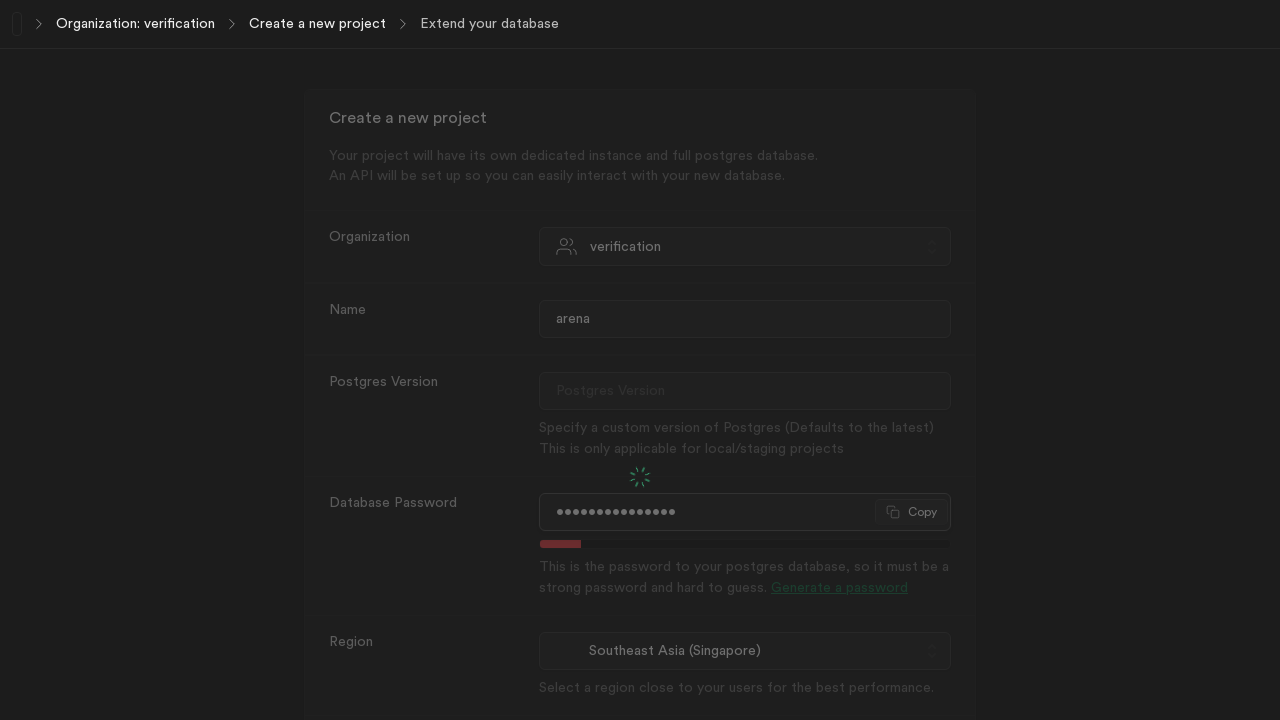 Organization: verification
Create a new project
Extend your database
Create a new project
Your project will have its own dedicated instance and full postgres database.
An API will be set up so you can easily interact with your new database.
Organization
verification
Name
arena
Postgres Version
Postgres Version
Specify a custom version of Postgres (Defaults to the latest)
This is only applicable for local/staging projects
Database Password
•••••••••••••••
Copy
This is the password to your postgres database, so it must be a
strong password and hard to guess. Generate a password
Region
Southeast Asia (Singapore)
Select a region close to your users for the best performance.